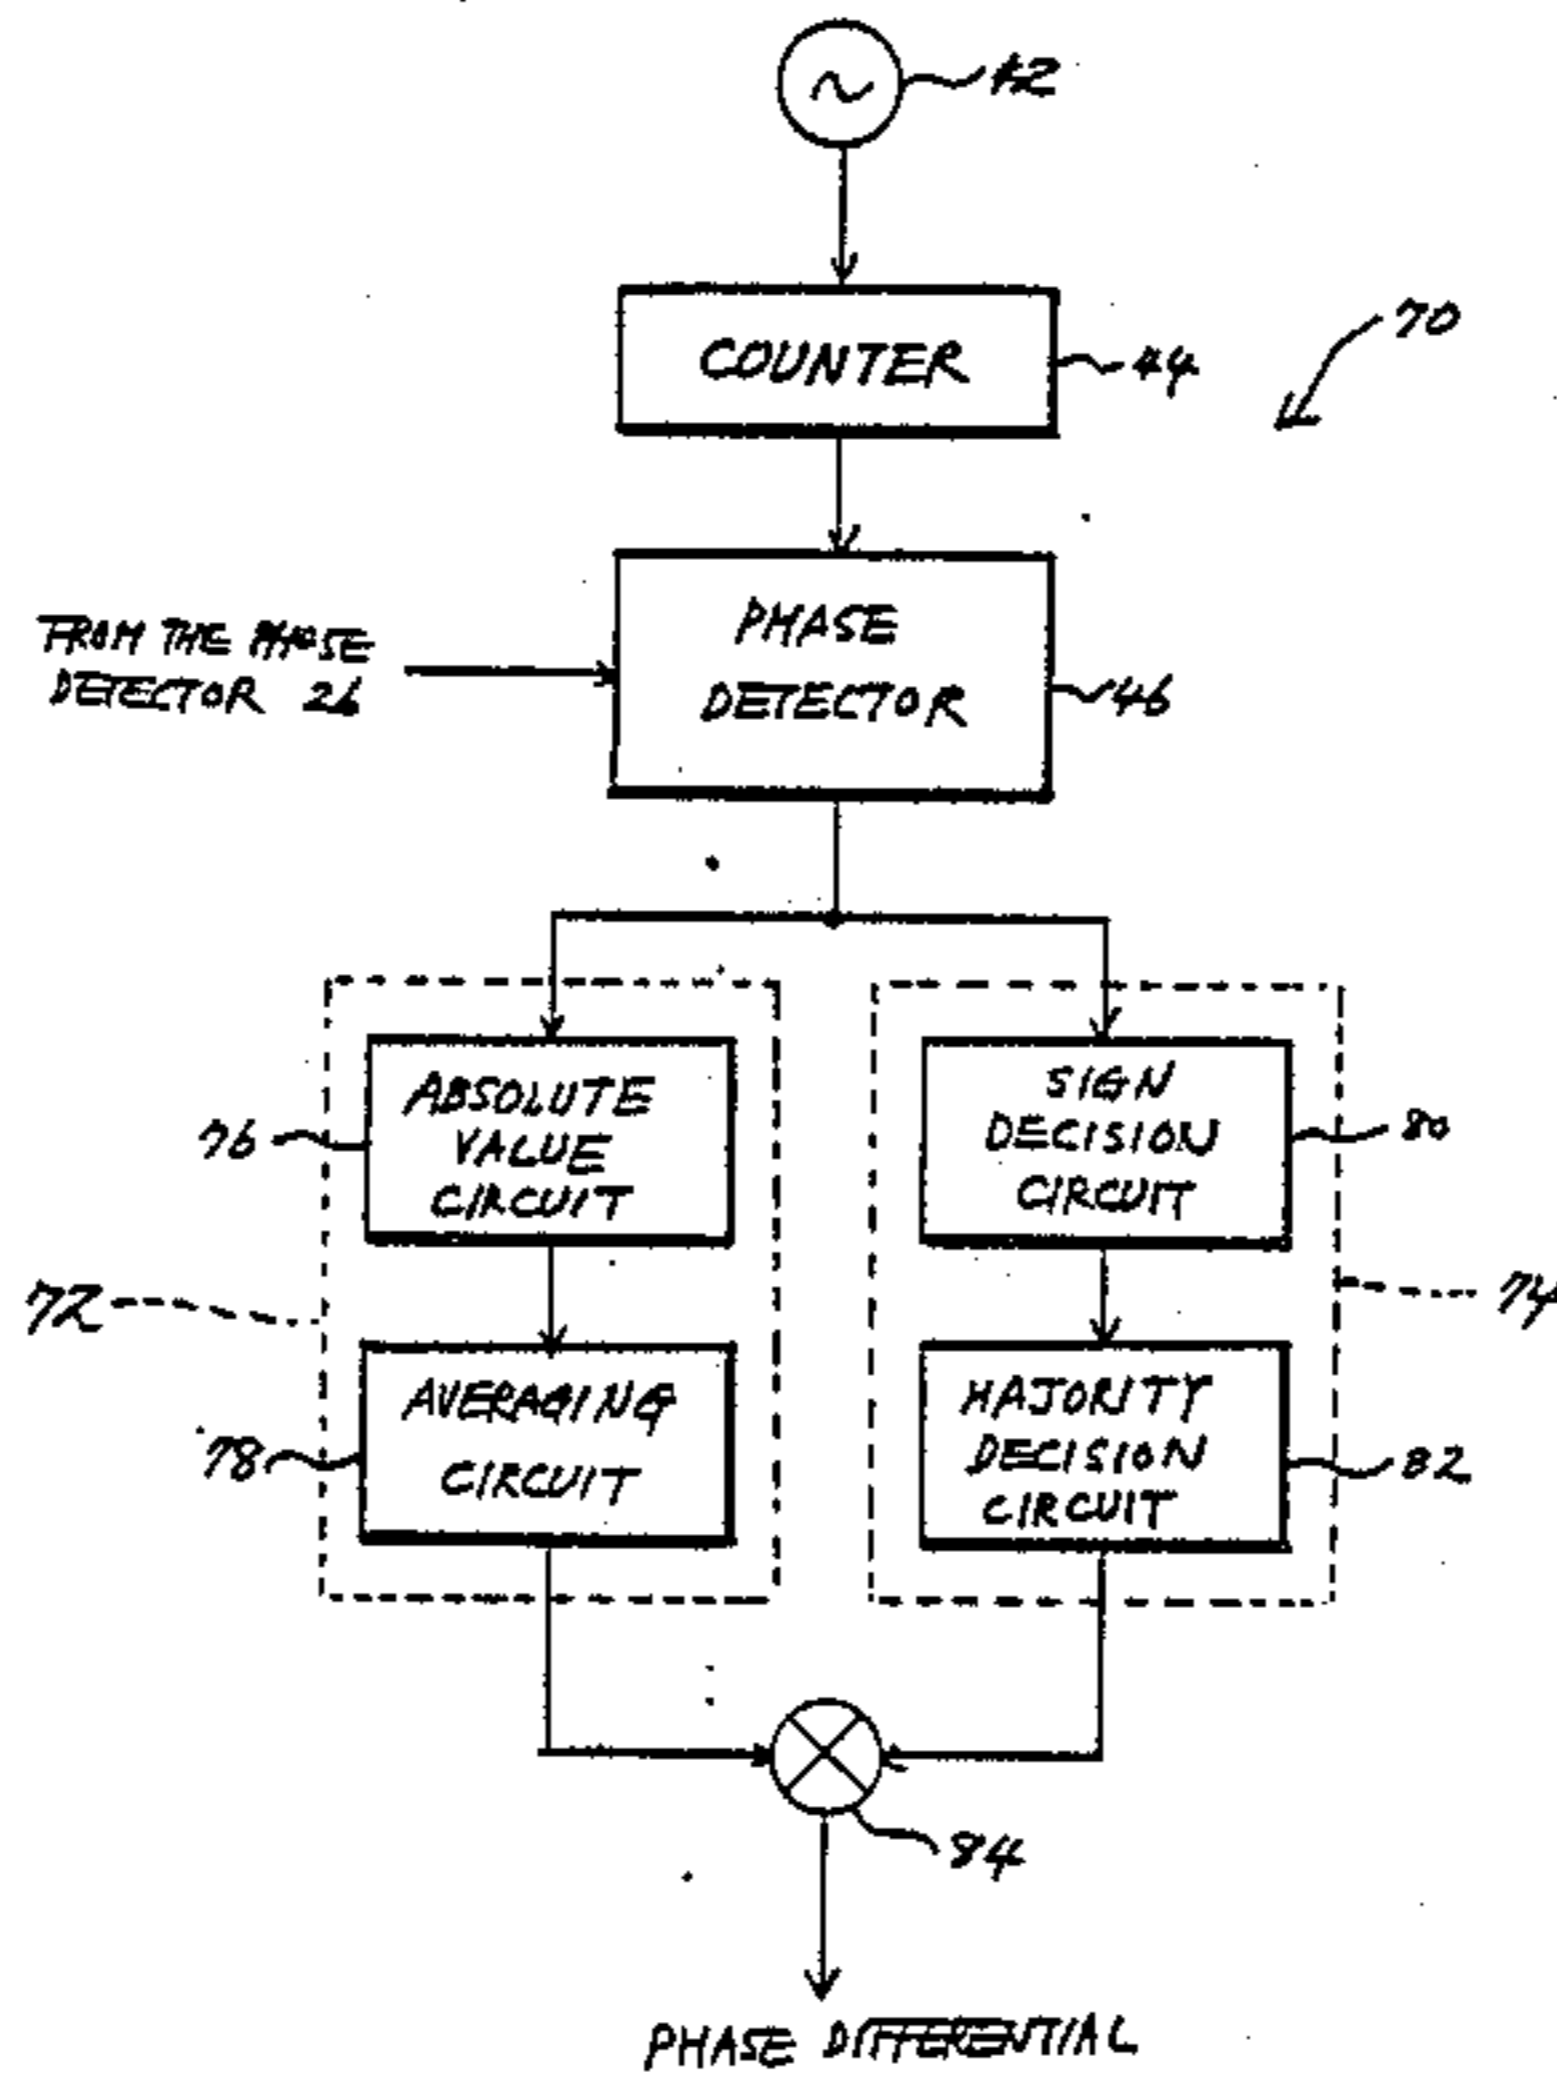 42
COUNTER
44
70
FROM THE PHASE
DETECTOR 26
PHASE
DETECTOR
46
ABSOLUTE
VALUE
CIRCUIT
76
SIGN
DECISION
CIRCUIT
80
72
74
AVERAGING
CIRCUIT
78
MAJORITY
DECISION
CIRCUIT
82
84
PHASE DIFFERENTIAL